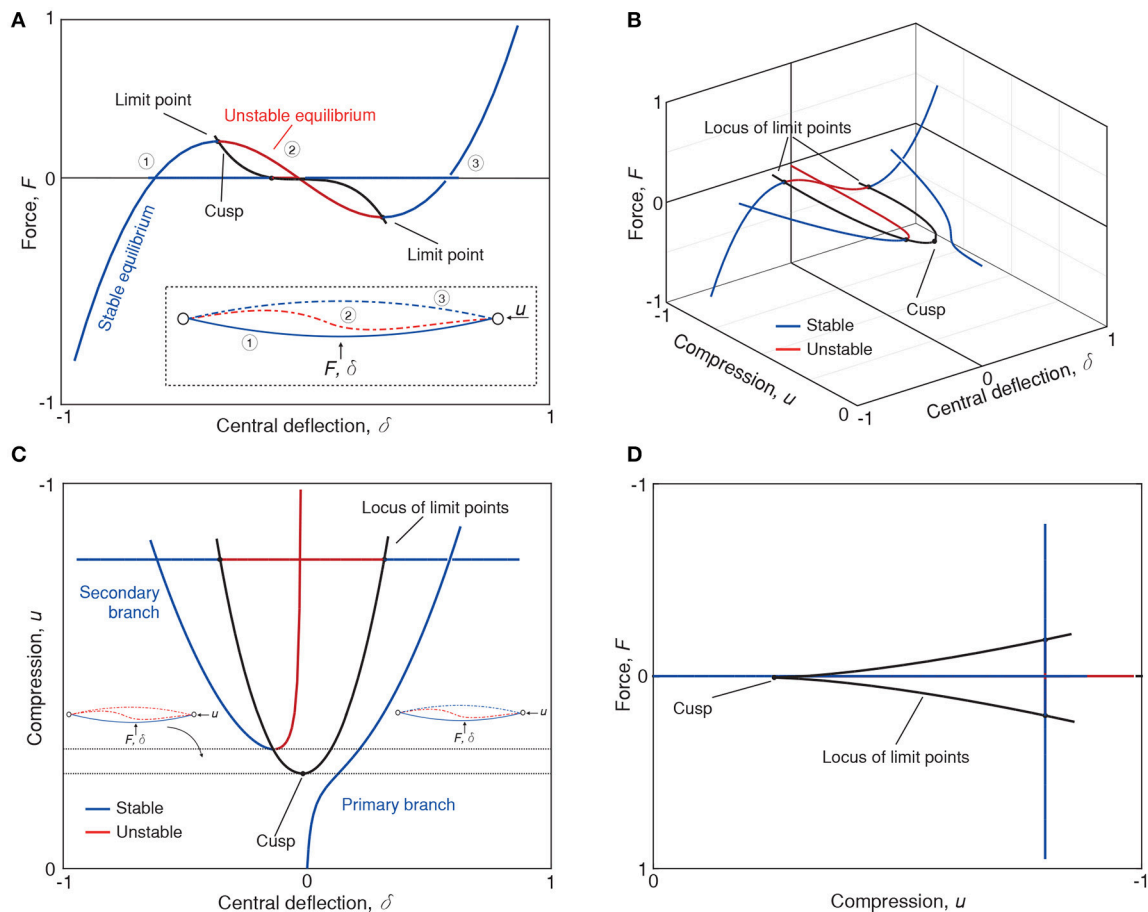 A
1
Limit point
Unstable equilibrium
1
2
3
0
Force, F
Cusp
Limit point
Stable equilibrium
3
2
1
u
F, δ
-1
-1
Central deflection, δ
1
B
1
Locus of limit points
Force, F
0
-1
Cusp
Stable
Unstable
Compression, u
0
-1
0
1
Central deflection, δ
C
-1
Locus of limit points
Secondary
branch
Compression, u
u
F, δ
u
F, δ
Primary branch
Stable
Unstable
Cusp
0
-1
0
1
Central deflection, δ
D
-1
Force, F
0
Cusp
Locus of limit points
1
0
-1
Compression, u